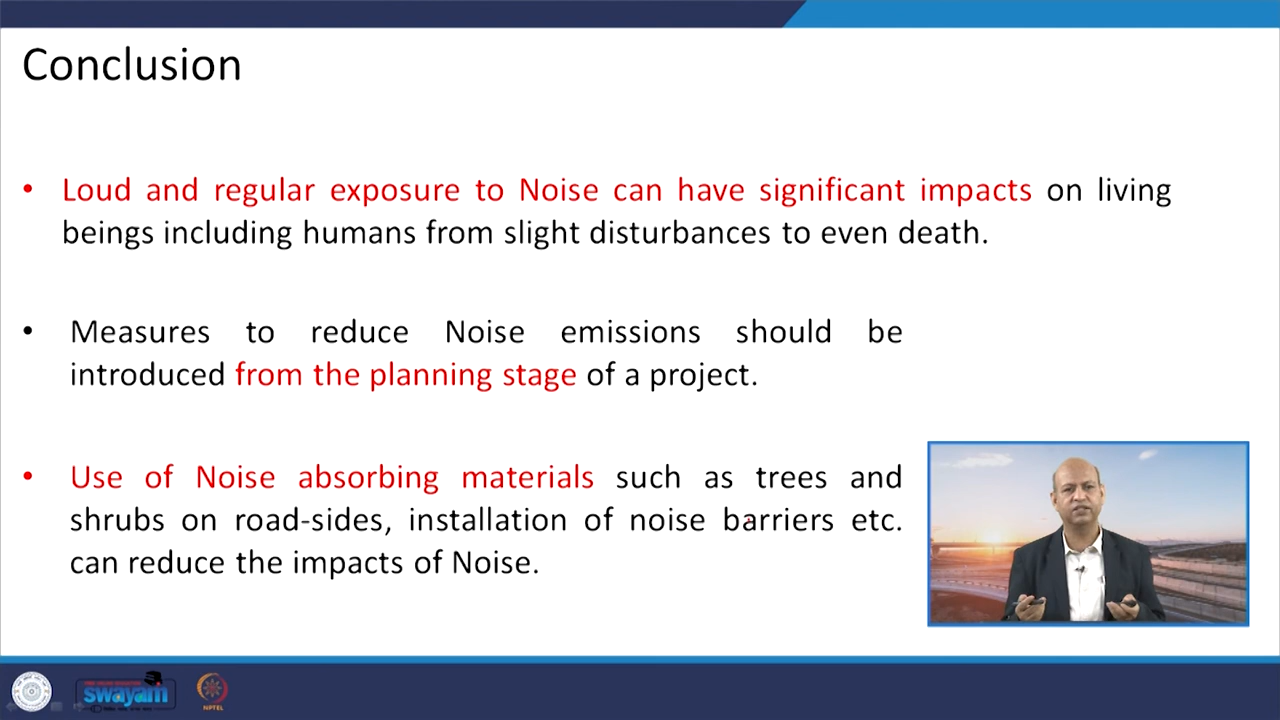 Conclusion
• Loud and regular exposure to Noise can have significant impacts on living
beings including humans from slight disturbances to even death.
• Measures to reduce Noise emissions should be
introduced from the planning stage of a project.
• Use of Noise absorbing materials such as trees and
shrubs on road-sides, installation of noise barriers etc.
can reduce the impacts of Noise.
swayam
NPTEL